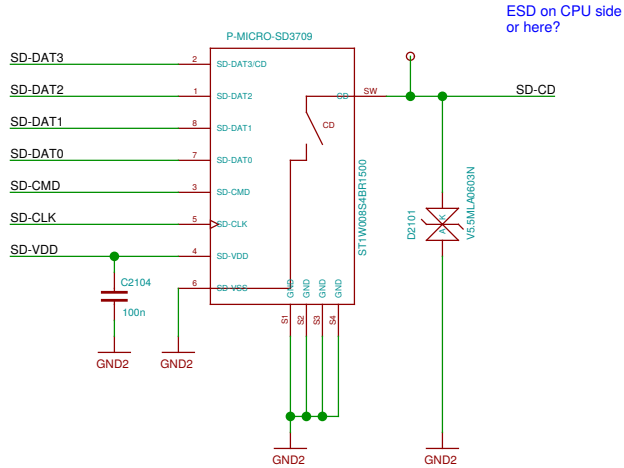 ESD on CPU side
or here?
P-MICRO-SD3709
SD-DAT3
2
SD-DAT3/CD
SD-DAT2
1
SD-DAT2
CD
SW
SD-CD
SD-DAT1
8
SD-DAT1
CD
SD-DAT0
7
SD-DAT0
SD-CMD
3
SD-CMD
SD-CLK
5
SD-CLK
SD-VDD
4
SD-VDD
6
SD-VSS
ST1W008S4BR1500
D2101
A
K
V5.5MLA0603N
C2104
100n
GND
GND
GND
GND
S1
S2
S3
S4
GND2
GND2
GND2
GND2